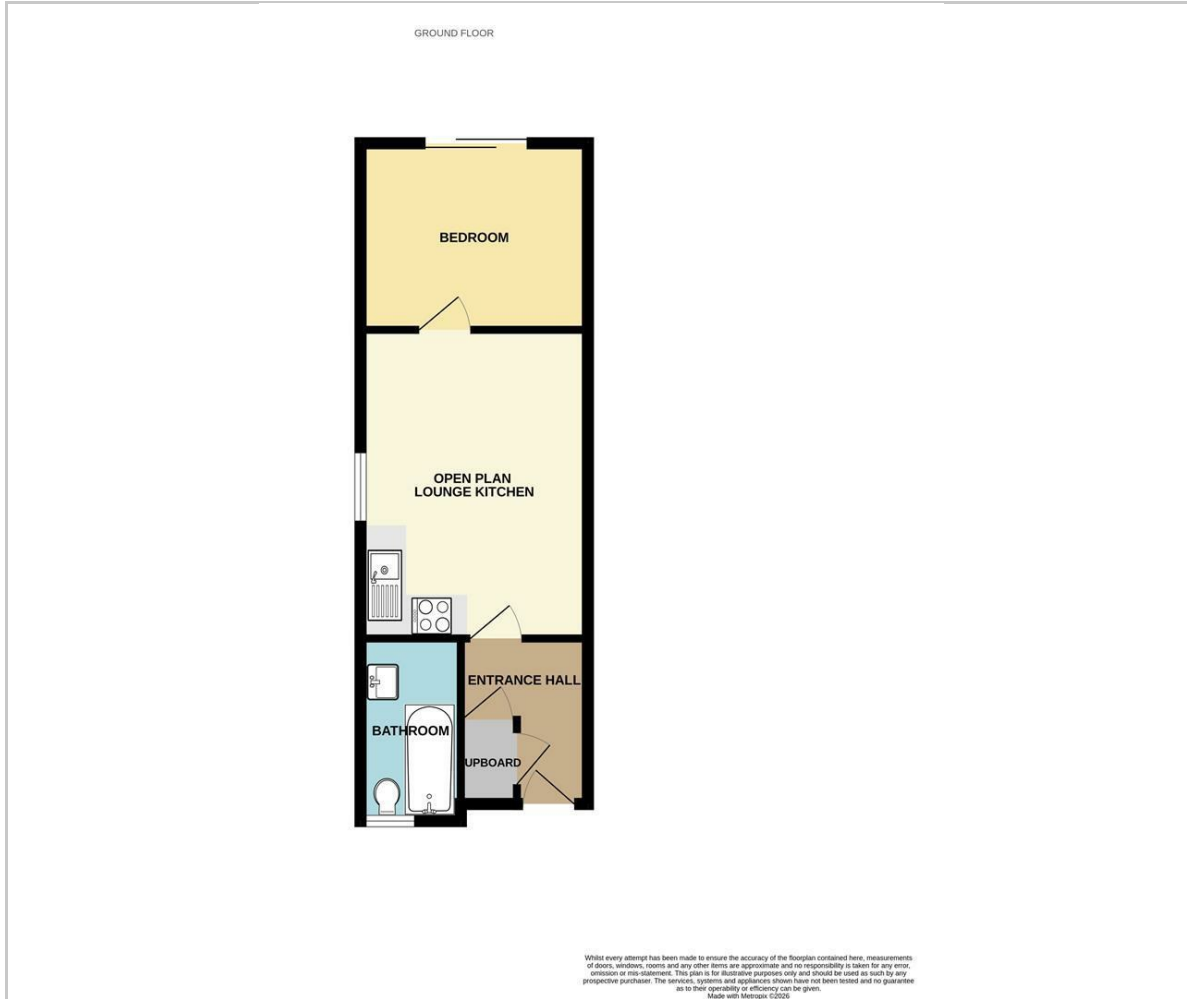 GROUND FLOOR
BEDROOM
OPEN PLAN
LOUNGE KITCHEN
ENTRANCE HALL
BATHROOM
UPBOARD
Whilst every attempt has been made to ensure the accuracy of the floorplan contained here, measurements
of doors, windows, rooms and any other items are approximate and no responsibility is taken for any error,
omission or mis-statement. This plan is for illustrative purposes only and should be used as such by any
prospective purchaser. The services, systems and appliances shown have not been tested and no guarantee
as to their operability or efficiency can be given.
Made with Metropix ©2026